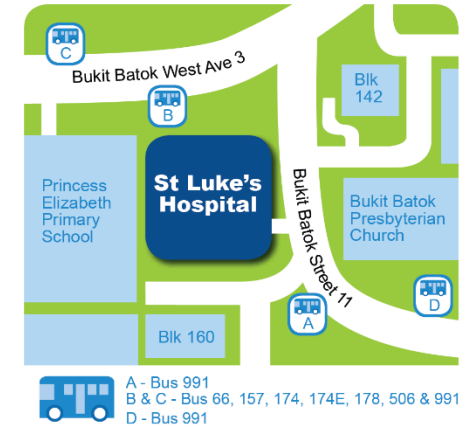 C
Bukit Batok West Ave 3
B
Blk
142
Princess
Elizabeth
Primary
School
St Luke's
Hospital
Bukit Batok Street 11
Bukit Batok
Presbyterian
Church
D
A
Blk 160
A - Bus 991
B & C - Bus 66, 157, 174, 174E, 178, 506 & 991
D - Bus 991